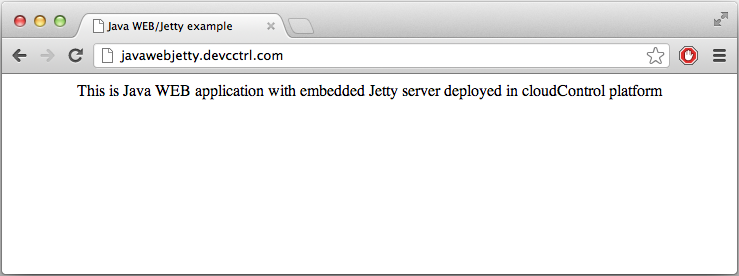 Java WEB/Jetty example
javawebjetty.devcctrl.com
This is Java WEB application with embedded Jetty server deployed in cloudControl platform